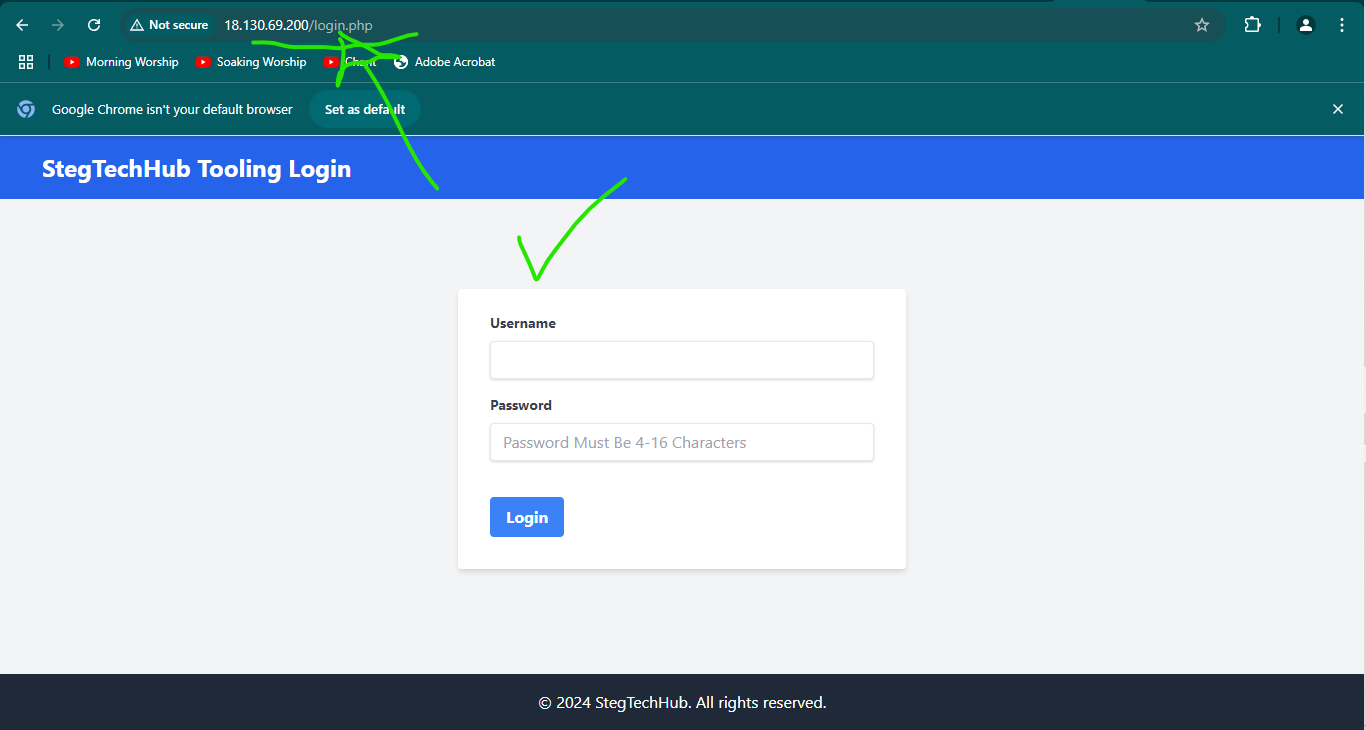 Not secure 18.130.69.200/login.php
Morning Worship Soaking Worship Chant Adobe Acrobat
Google Chrome isn't your default browser Set as default
StegTechHub Tooling Login
Username
Password
Password Must Be 4-16 Characters
Login
© 2024 StegTechHub. All rights reserved.